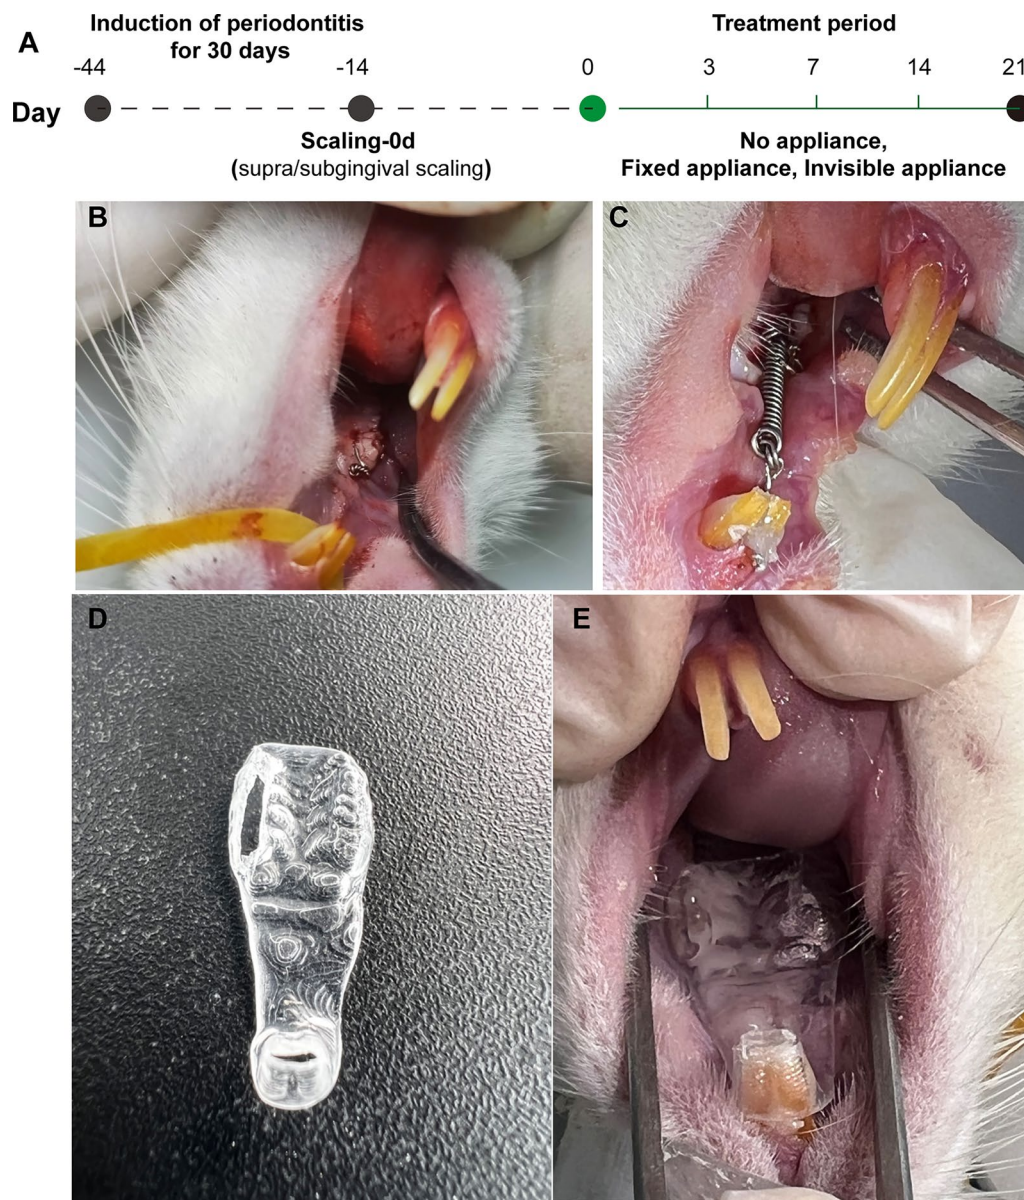 A
Induction of periodontitis
for 30 days
Treatment period
-44
-14
0
3
7
14
21
Day
Scaling-0d
(supra/subgingival scaling)
No appliance,
Fixed appliance, Invisible appliance
B
C
D
E